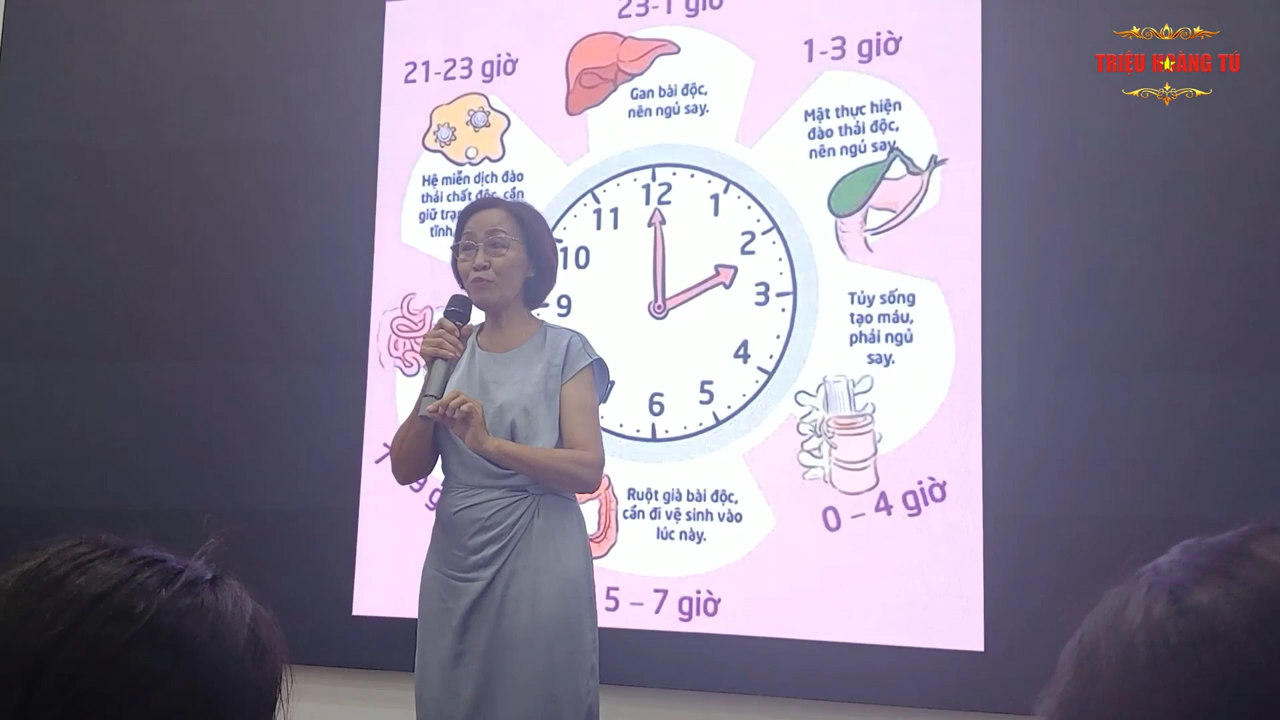 23-1 giờ
TRIỆU HOÀNG TÚ
21-23 giờ
1-3 giờ
Gan bài độc,
nên ngủ say.
Mật thực hiện
đào thải độc,
nên ngủ say.
Hệ miễn dịch đào
thải chất độc, cần
giữ
tĩnh,
12
1
2
3
4
5
6
9
10
11
Tủy sống
tạo máu,
phải ngủ
say.
0 – 4 giờ
Ruột già bài độc,
cần đi vệ sinh vào
lúc này.
5 – 7 giờ